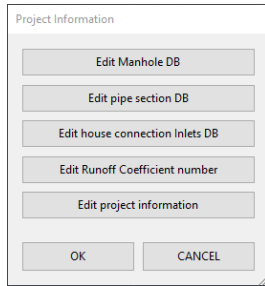 Project Information
Edit Manhole DB
Edit pipe section DB
Edit house connection Inlets DB
Edit Runoff Coefficient number
Edit project information
OK CANCEL